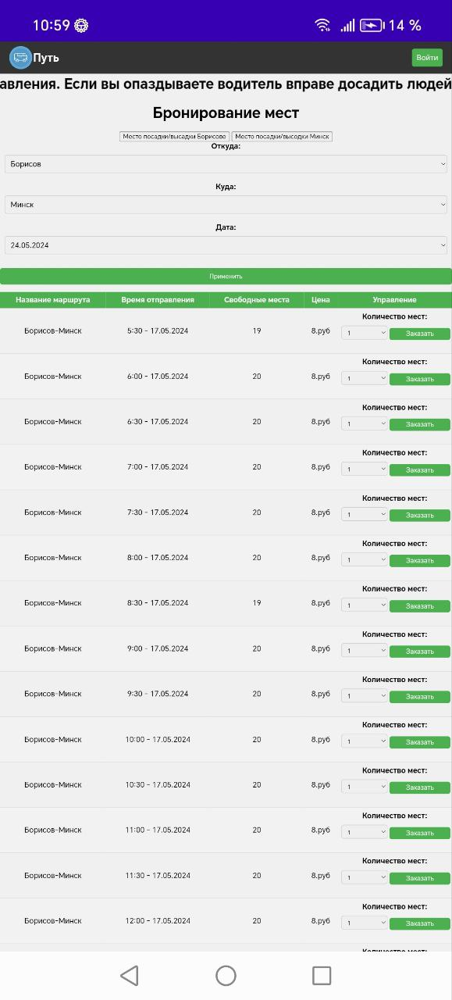 10:59 14 %
Путь Войти
авления. Если вы опаздываете водитель вправе досадить людей
Бронирование мест
Место посадки/высадки Борисове Место посадки/высодки Минск
Откуда:
Борисов
Куда:
Минск
Дата:
24.05.2024
Применить
Название маршрута Время отправления Свободные места Цена Управление
Количество мест:
Борисов-Минск 5:30 - 17.05.2024 19 8.руб 1 Заказать
Количество мест:
Борисов-Минск 6:00 - 17.05.2024 20 8.руб 1 Заказать
Количество мест:
Борисов-Минск 6:30 - 17.05.2024 20 8.руб 1 Заказать
Количество мест:
Борисов-Минск 7:00 - 17.05.2024 20 8.руб 1 Заказать
Количество мест:
Борисов-Минск 7:30 - 17.05.2024 20 8.руб 1 Заказать
Количество мест:
Борисов-Минск 8:00 - 17.05.2024 20 8.руб 1 Заказать
Количество мест:
Борисов-Минск 8:30 - 17.05.2024 19 8.руб 1 Заказать
Количество мест:
Борисов-Минск 9:00 - 17.05.2024 20 8.руб 1 Заказать
Количество мест:
Борисов-Минск 9:30 - 17.05.2024 20 8.руб 1 Заказать
Количество мест:
Борисов-Минск 10:00 - 17.05.2024 20 8.руб 1 Заказать
Количество мест:
Борисов-Минск 10:30 - 17.05.2024 20 8.руб 1 Заказать
Количество мест:
Борисов-Минск 11:00 - 17.05.2024 20 8.руб 1 Заказать
Количество мест:
Борисов-Минск 11:30 - 17.05.2024 20 8.руб 1 Заказать
Количество мест:
Борисов-Минск 12:00 - 17.05.2024 20 8.руб 1 Заказать
Количество мест: